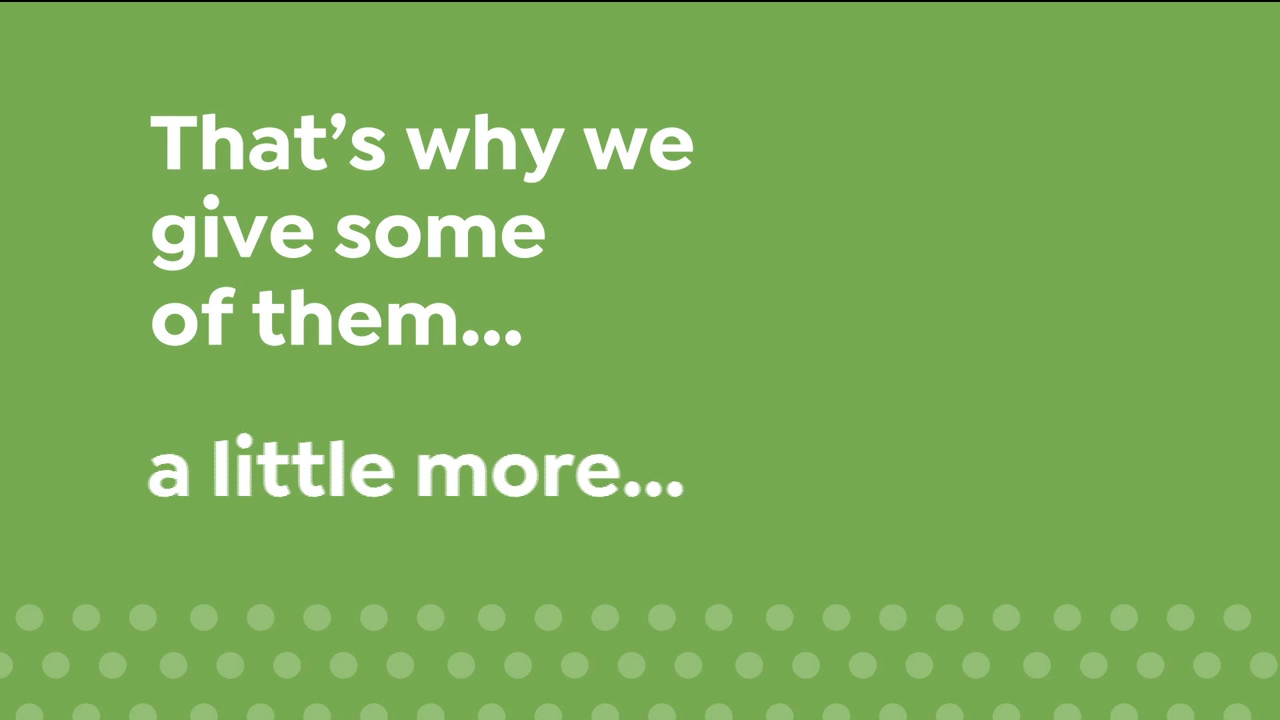 That’s why we
give some
of them...
a little more...